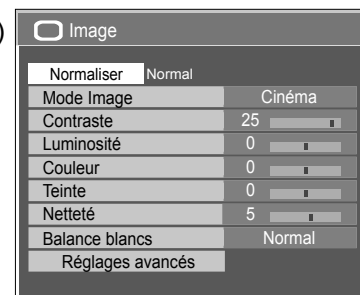 )
Image
Normaliser Normal
Mode Image Cinéma
Contraste 25
Luminosité 0
Couleur 0
Teinte 0
Netteté 5
Balance blancs Normal
Réglages avancés